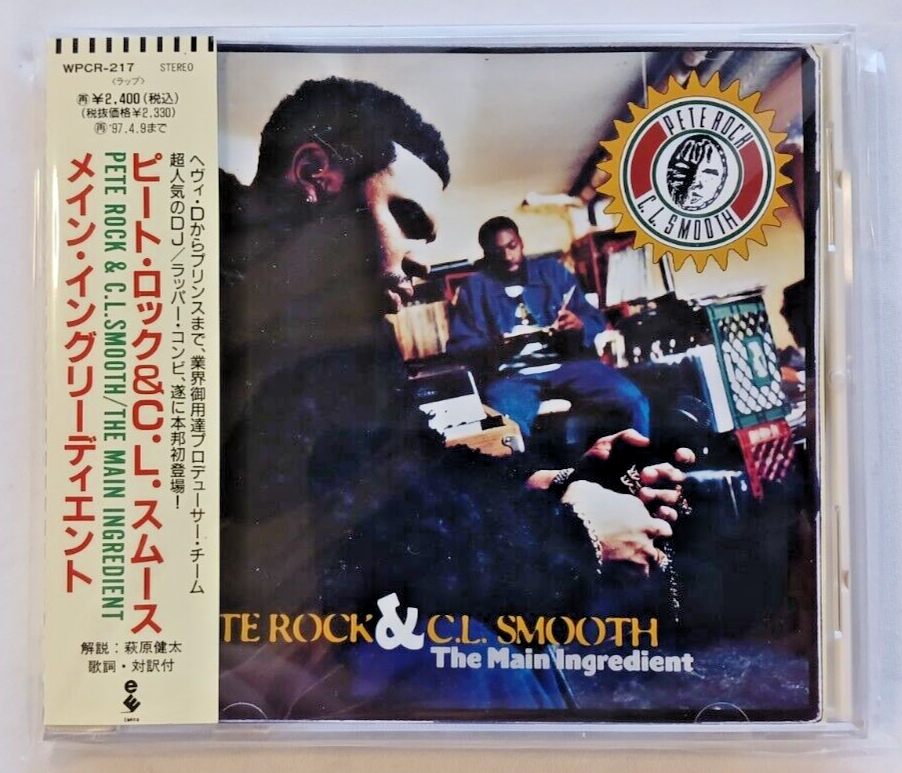 WPCR-217 STEREO
〈ラップ〉
再¥2,400(税込)
(税抜価格¥2,330)
再'97.4.9まで
ヘヴィ・Dからプリンスまで、業界御用達プロデューサー・チーム
超人気のDJ/ラッパー・コンビ、遂に本邦初登場!
ピート・ロック&C.L.スムース
PETE ROCK & C.L.SMOOTH/THE MAIN INGREDIENT
メイン・イングリーディエント
解説:萩原健太
歌詞・対訳付
PETE ROCK
C.L. SMOOTH
TE ROCK & C.L. SMOOTH
The Main Ingredient